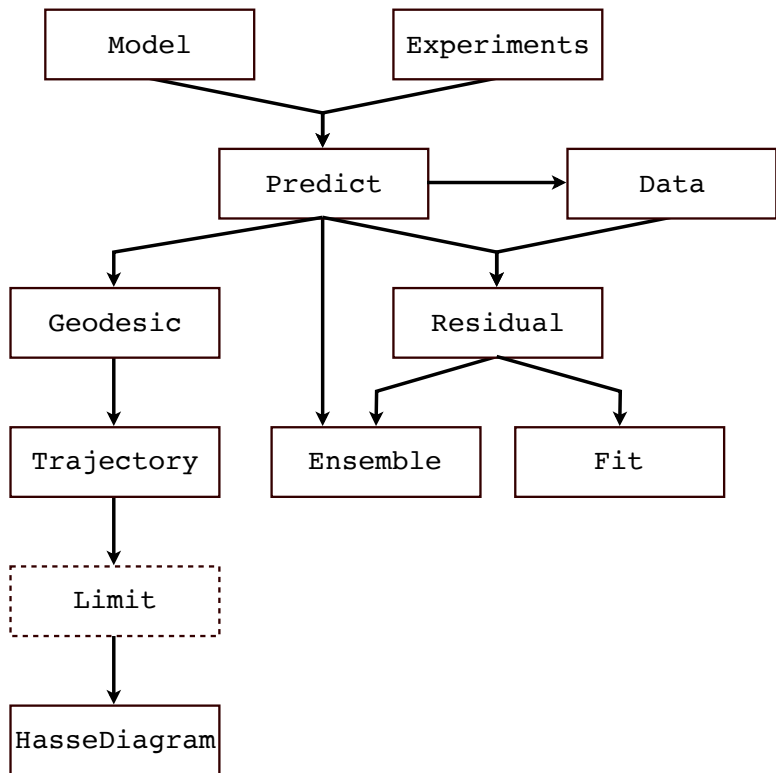 Model
Experiments
Predict
Data
Geodesic
Residual
Trajectory
Ensemble
Fit
Limit
HasseDiagram